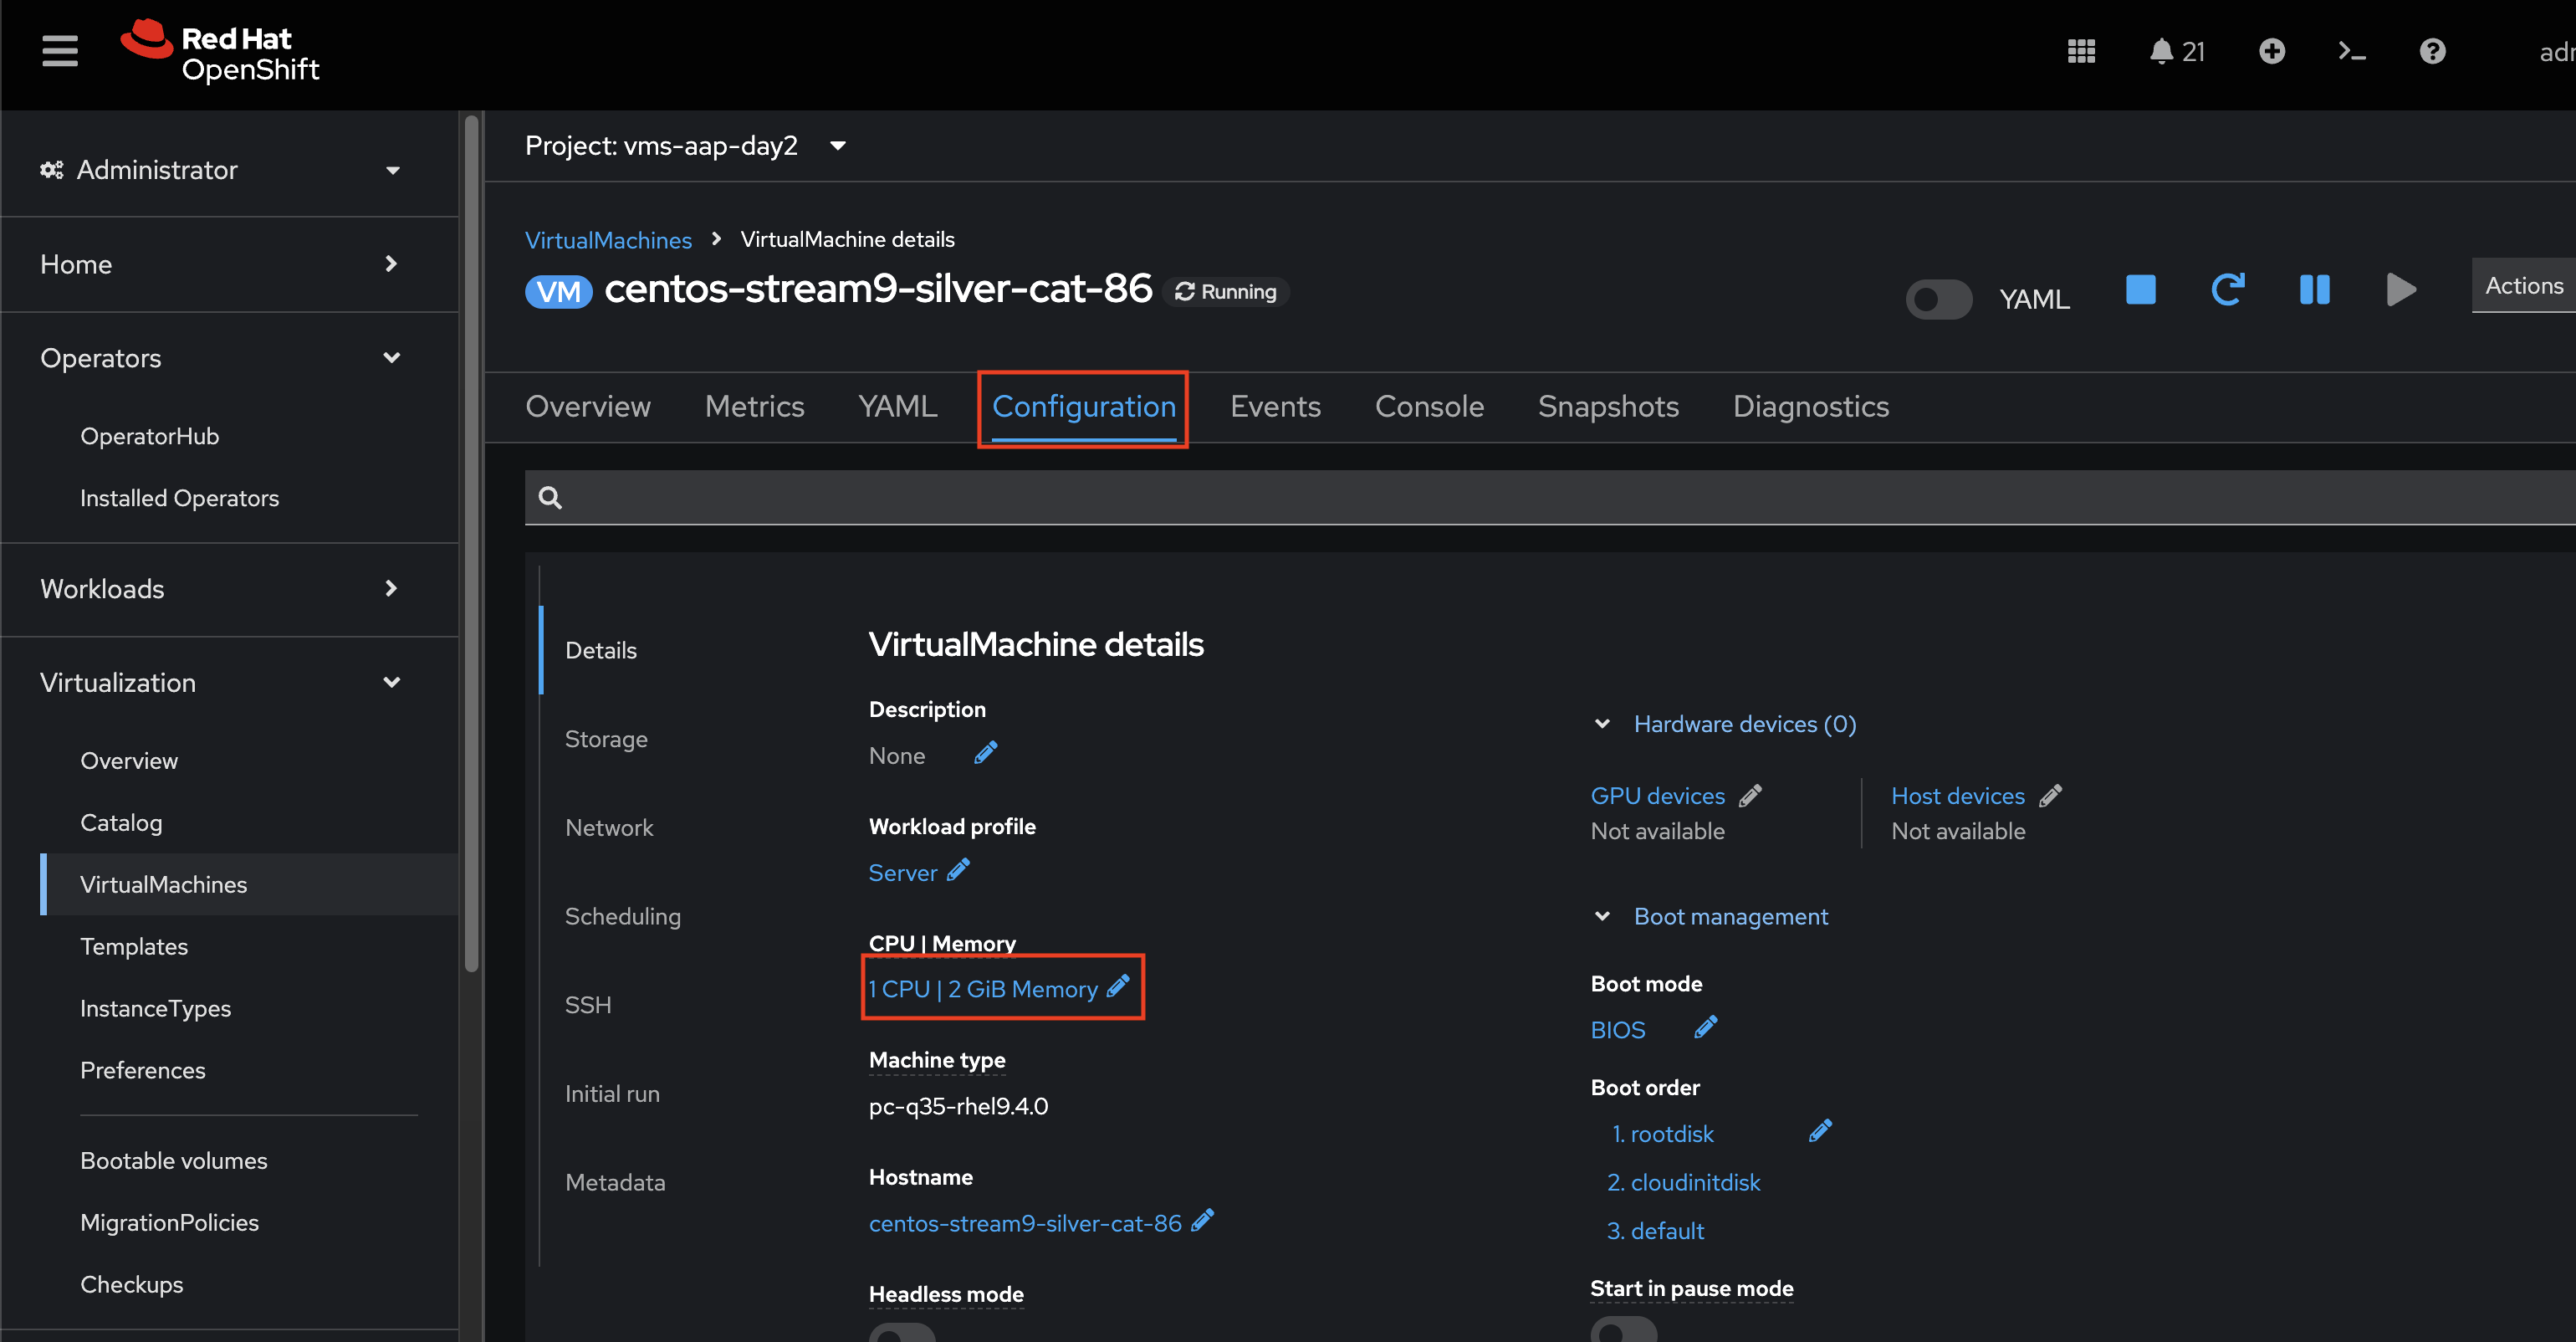 Red Hat
OpenShift
21
Administrator
Home
Operators
OperatorHub
Installed Operators
Workloads
Virtualization
Overview
Catalog
VirtualMachines
Templates
InstanceTypes
Preferences
Bootable volumes
MigrationPolicies
Checkups
Project: vms-aap-day2
VirtualMachines > VirtualMachine details
VM centos-stream9-silver-cat-86 Running
YAML
Actions
Overview Metrics YAML Configuration Events Console Snapshots Diagnostics
Details
Storage
Network
Scheduling
SSH
Initial run
Metadata
VirtualMachine details
Description
None
Workload profile
Server
CPU | Memory
1 CPU | 2 GiB Memory
Machine type
pc-q35-rhel9.4.0
Hostname
centos-stream9-silver-cat-86
Headless mode
Hardware devices (0)
GPU devices
Not available
Host devices
Not available
Boot management
Boot mode
BIOS
Boot order
1. rootdisk
2. cloudinitdisk
3. default
Start in pause mode